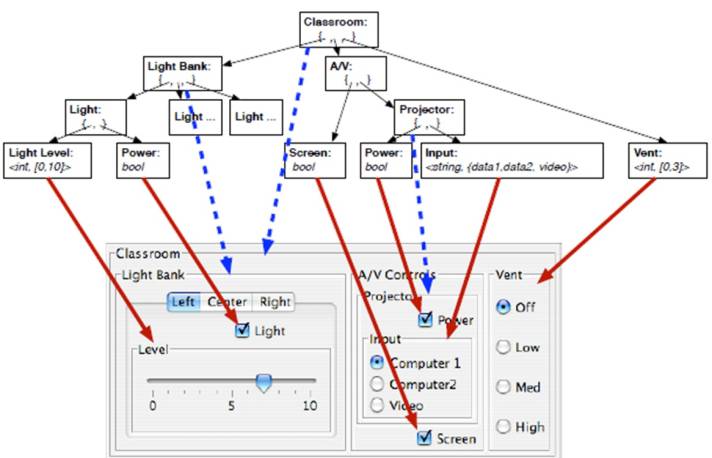 Classroom:
{ , , }
Light Bank:
{ , , }
A/V:
{ , }
Light:
{ , }
Light ...
Light ...
Projector:
{ , }
Light Level:
<int, [0,10]>
Power:
bool
Screen:
bool
Power:
bool
Input:
<string, {data1,data2, video}>
Vent:
<int, [0,3]>
Classroom
Light Bank
A/V Controls
Vent
Left Center Right
Projector
Off
Power
Light
Input
Low
Level
Computer 1
Computer2
Med
Video
0 5 10
High
Screen